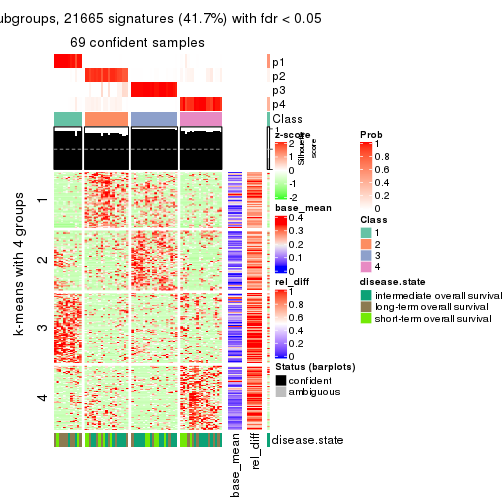 ubgroups, 21665 signatures (41.7%) with fdr < 0.05
69 confident samples
p1
p2
p3
p4
Class
1
Silhouette
score
k-means with 4 groups
1
2
3
4
z-score
2
1
0
-1
-2
base_mean
0.4
0.3
0.2
0.1
0
rel_diff
1
0.8
0.6
0.4
0.2
0
Status (barplots)
confident
ambiguous
Prob
1
0.8
0.6
0.4
0.2
0
Class
1
2
3
4
disease.state
intermediate overall survival
long-term overall survival
short-term overall survival
disease.state
base_mean
rel_diff